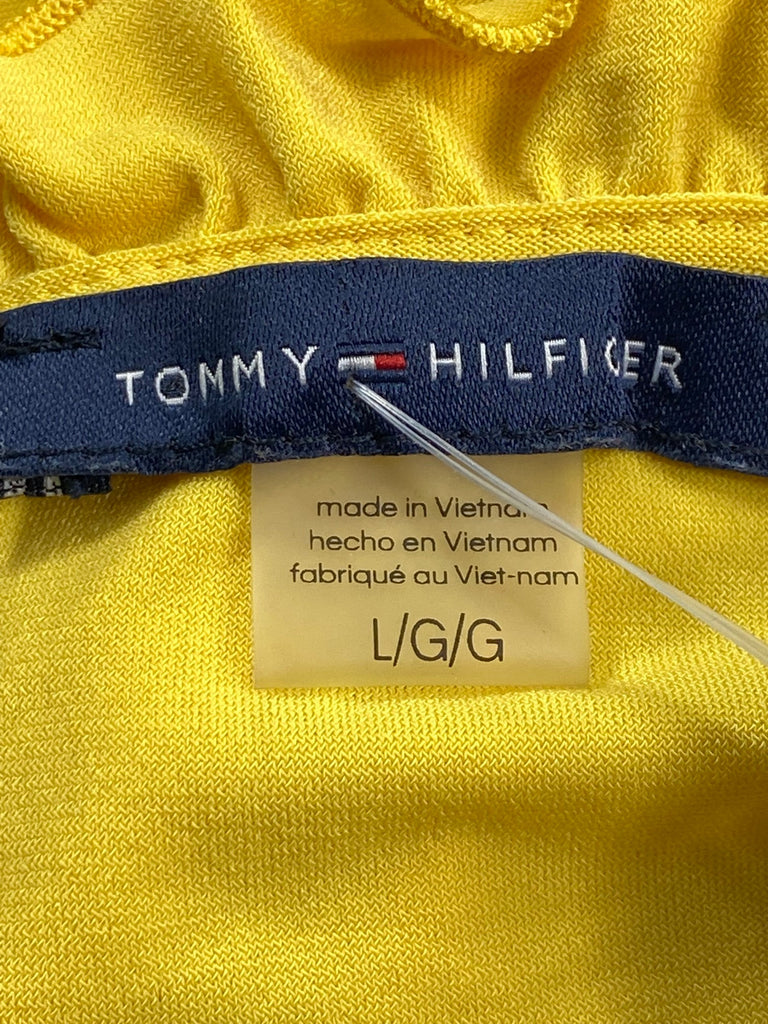 TOMMY HILFIGER
made in Vietnam
hecho en Vietnam
fabriqué au Viet-nam
L/G/G